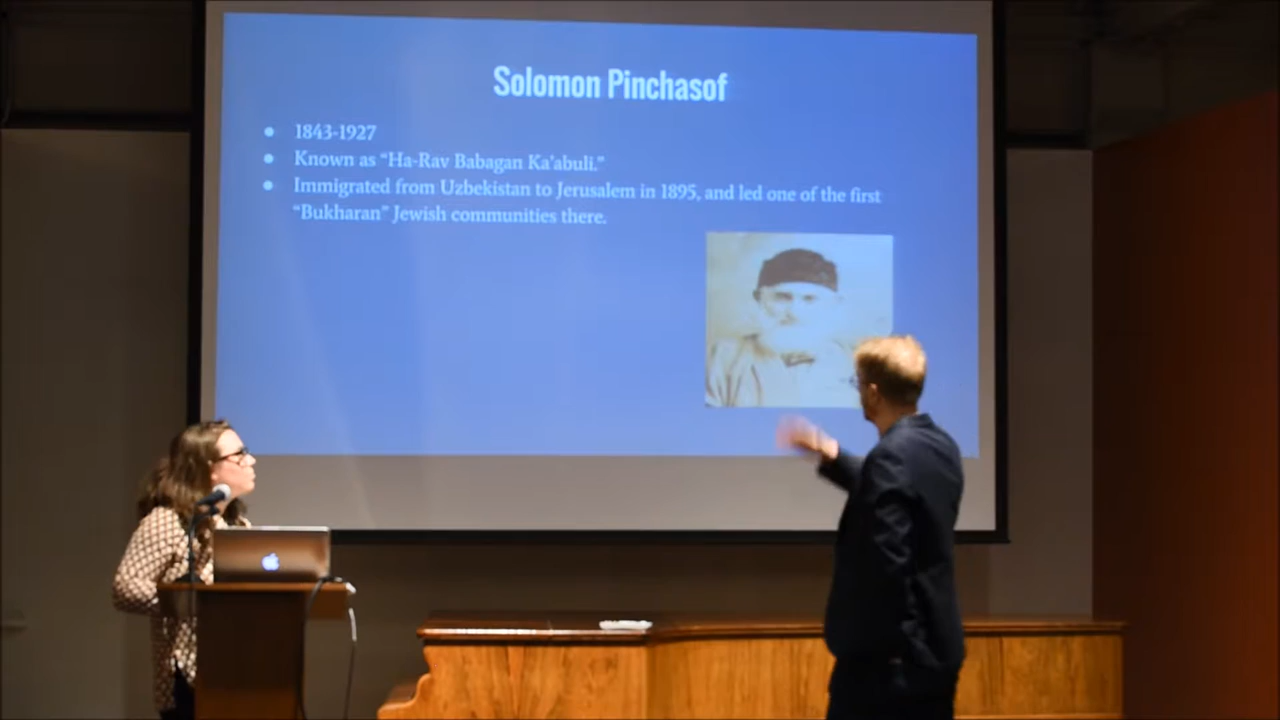 Solomon Pinchasof
● 1843-1927
● Known as “Ha-Rav Babagan Ka'abuli.”
● Immigrated from Uzbekistan to Jerusalem in 1895, and led one of the first
“Bukharan” Jewish communities there.